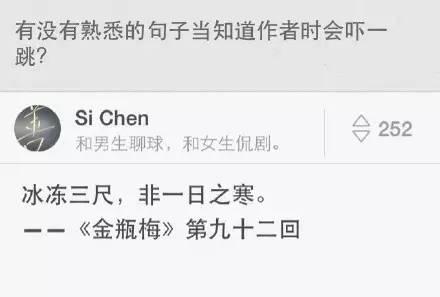 有没有熟悉的句子当知道作者时会吓一
跳?
Si Chen
和男生聊球，和女生侃剧。
252
冰冻三尺，非一日之寒。
——《金瓶梅》第九十二回